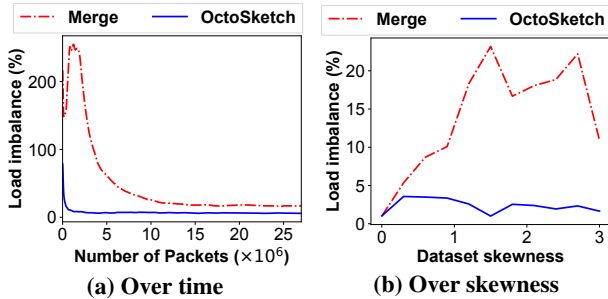 Merge OctoSketch
Load imbalance (%)
200
100
0
0 5 10 15 20 25
Number of Packets (×10⁶)
(a) Over time
Merge OctoSketch
Load imbalance (%)
20
15
10
5
0
0 1 2 3
Dataset skewness
(b) Over skewness